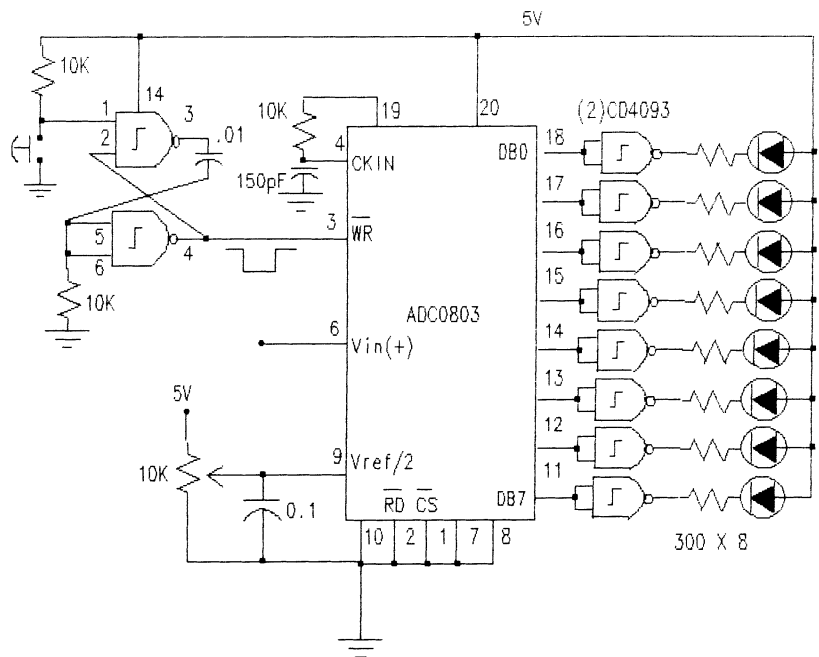 5V
10K
14
1
3
2
.01
10K
19
20
(2)CD4093
4
CKIN
150pF
DB0
18
17
3
WR
16
5
4
6
10K
15
ADC0803
14
6
Vin(+)
13
5V
12
10K
9
Vref/2
11
0.1
RD CS
DB7
10
2
1
7
8
300 X 8